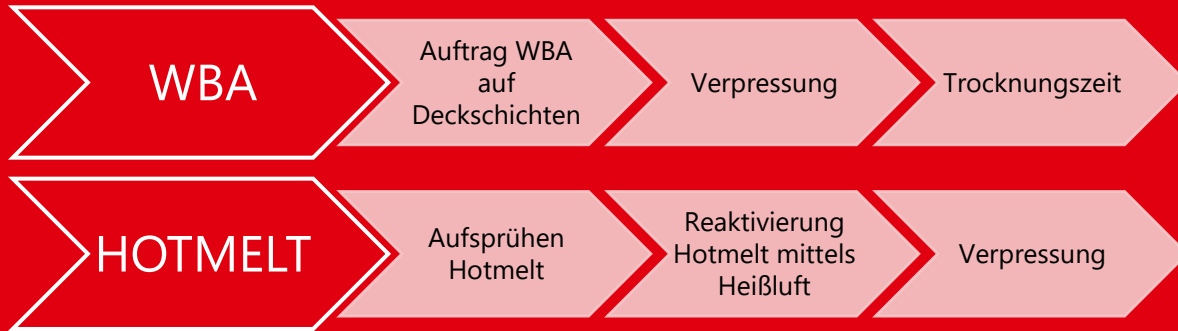 WBA
Auftrag WBA
auf
Deckschichten
Verpressung
Trocknungszeit
HOTMELT
Aufsprühen
Hotmelt
Reaktivierung
Hotmelt mittels
Heißluft
Verpressung